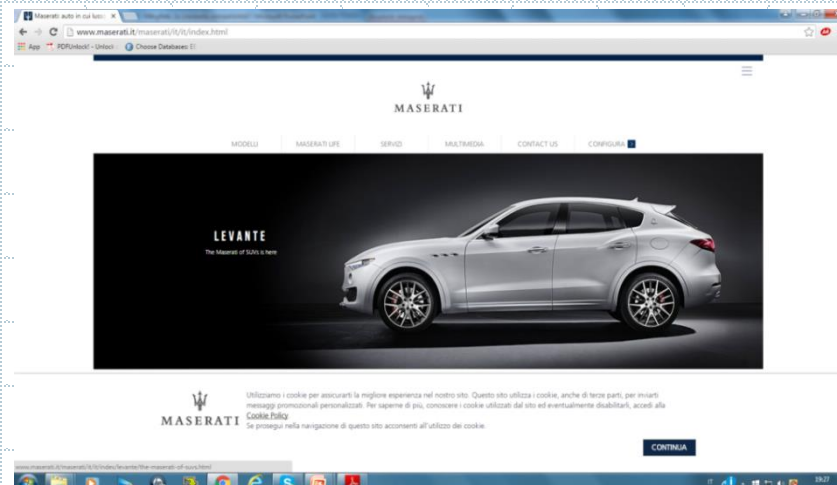 Maserati: auto in cui lusso
www.maserati.it/maserati/it/it/index.html
App PDFUnlock! - Unlock Choose Databases: E
MASERATI
MODELLI MASERATI LIFE SERVIZI MULTIMEDIA CONTACT US CONFIGURA
LEVANTE
The Maserati of SUVs is here
MASERATI
Utilizziamo i cookie per assicurarti la migliore esperienza nel nostro sito. Questo sito utilizza i cookie, anche di terze parti, per inviarti
messaggi promozionali personalizzati. Per saperne di più, conoscere i cookie utilizzati dal sito ed eventualmente disabilitarli, accedi alla
Cookie Policy.
Se prosegui nella navigazione di questo sito acconsenti all'utilizzo dei cookie.
CONTINUA
www.maserati.it/maserati/it/it/index/levante/the-maserati-of-suvs.html
IT 19:27